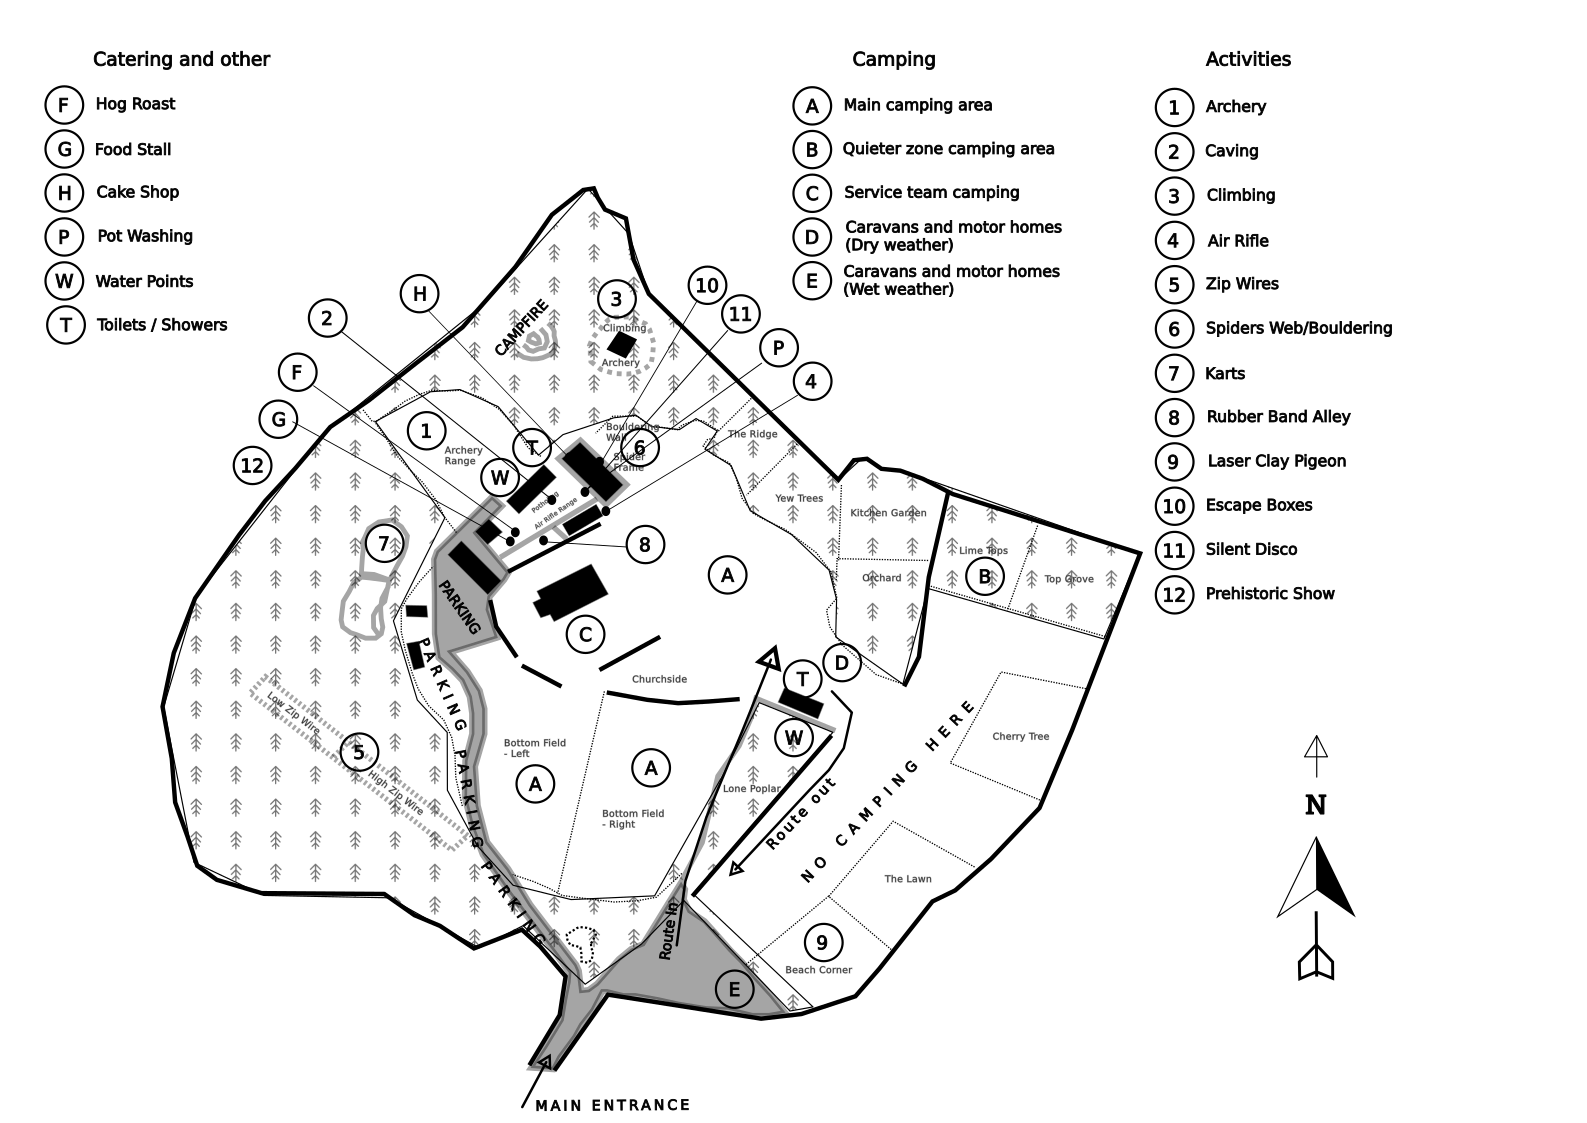 Catering and other
F Hog Roast
G Food Stall
H Cake Shop
P Pot Washing
W Water Points
T Toilets / Showers
Camping
A Main camping area
B Quieter zone camping area
C Service team camping
D Caravans and motor homes
(Dry weather)
E Caravans and motor homes
(Wet weather)
Activities
1 Archery
2 Caving
3 Climbing
4 Air Rifle
5 Zip Wires
6 Spiders Web/Bouldering
7 Karts
8 Rubber Band Alley
9 Laser Clay Pigeon
10 Escape Boxes
11 Silent Disco
12 Prehistoric Show
H
2
F
G
12
CAMPFIRE
3
Climbing
Archery
10
11
P
4
1
Archery
Range
T
W
Bouldering
Wall
6
Spider
Frame
Potholing
Air Rifle Range
The Ridge
Yew Trees
Kitchen Garden
Orchard
Lime Tops
B
Top Grove
7
8
A
C
PARKING
PARKING PARKING PARKING
Churchside
T
D
W
Low Zip Wire
5
High Zip Wire
Bottom Field
- Left
A
A
Bottom Field
- Right
Lone Poplar
Route out
NO CAMPING HERE
Cherry Tree
The Lawn
9
Beach Corner
Route In
E
MAIN ENTRANCE
N